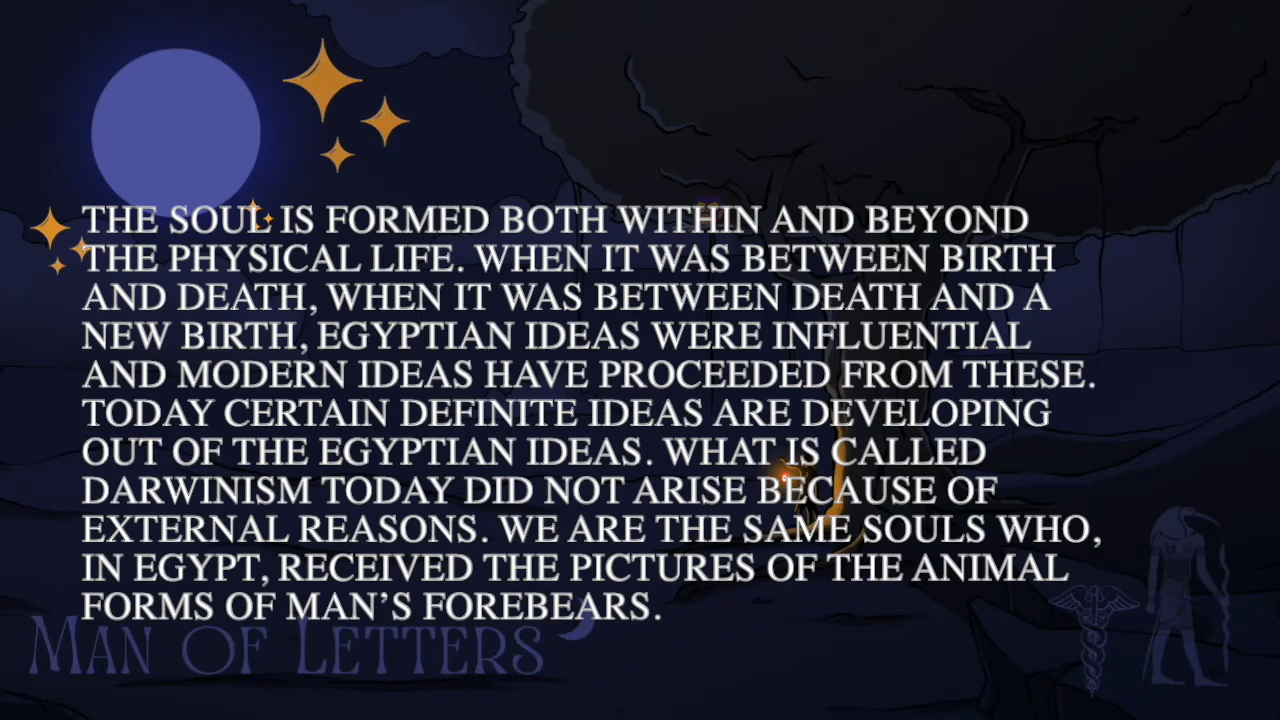 THE SOUL IS FORMED BOTH WITHIN AND BEYOND
THE PHYSICAL LIFE. WHEN IT WAS BETWEEN BIRTH
AND DEATH, WHEN IT WAS BETWEEN DEATH AND A
NEW BIRTH, EGYPTIAN IDEAS WERE INFLUENTIAL
AND MODERN IDEAS HAVE PROCEEDED FROM THESE.
TODAY CERTAIN DEFINITE IDEAS ARE DEVELOPING
OUT OF THE EGYPTIAN IDEAS. WHAT IS CALLED
DARWINISM TODAY DID NOT ARISE BECAUSE OF
EXTERNAL REASONS. WE ARE THE SAME SOULS WHO,
IN EGYPT, RECEIVED THE PICTURES OF THE ANIMAL
FORMS OF MAN’S FOREBEARS.
MAN OF LETTERS